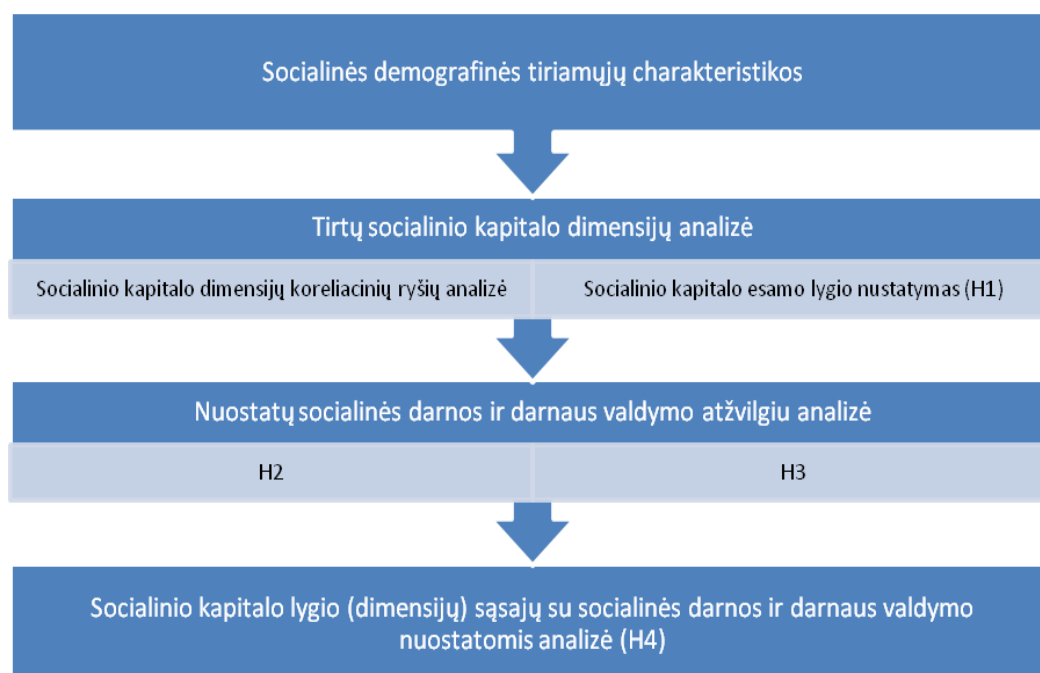 Socialinės demografinės tiriamųjų charakteristikos
Tirtų socialinio kapitalo dimensijų analizė
Socialinio kapitalo dimensijų koreliacinių ryšių analizė
Socialinio kapitalo esamo lygio nustatymas (H1)
Nuostatų socialinės darnos ir darnaus valdymo atžvilgiu analizė
H2
H3
Socialinio kapitalo lygio (dimensijų) sąsajų su socialinės darnos ir darnaus valdymo
nuostatomis analizė (H4)